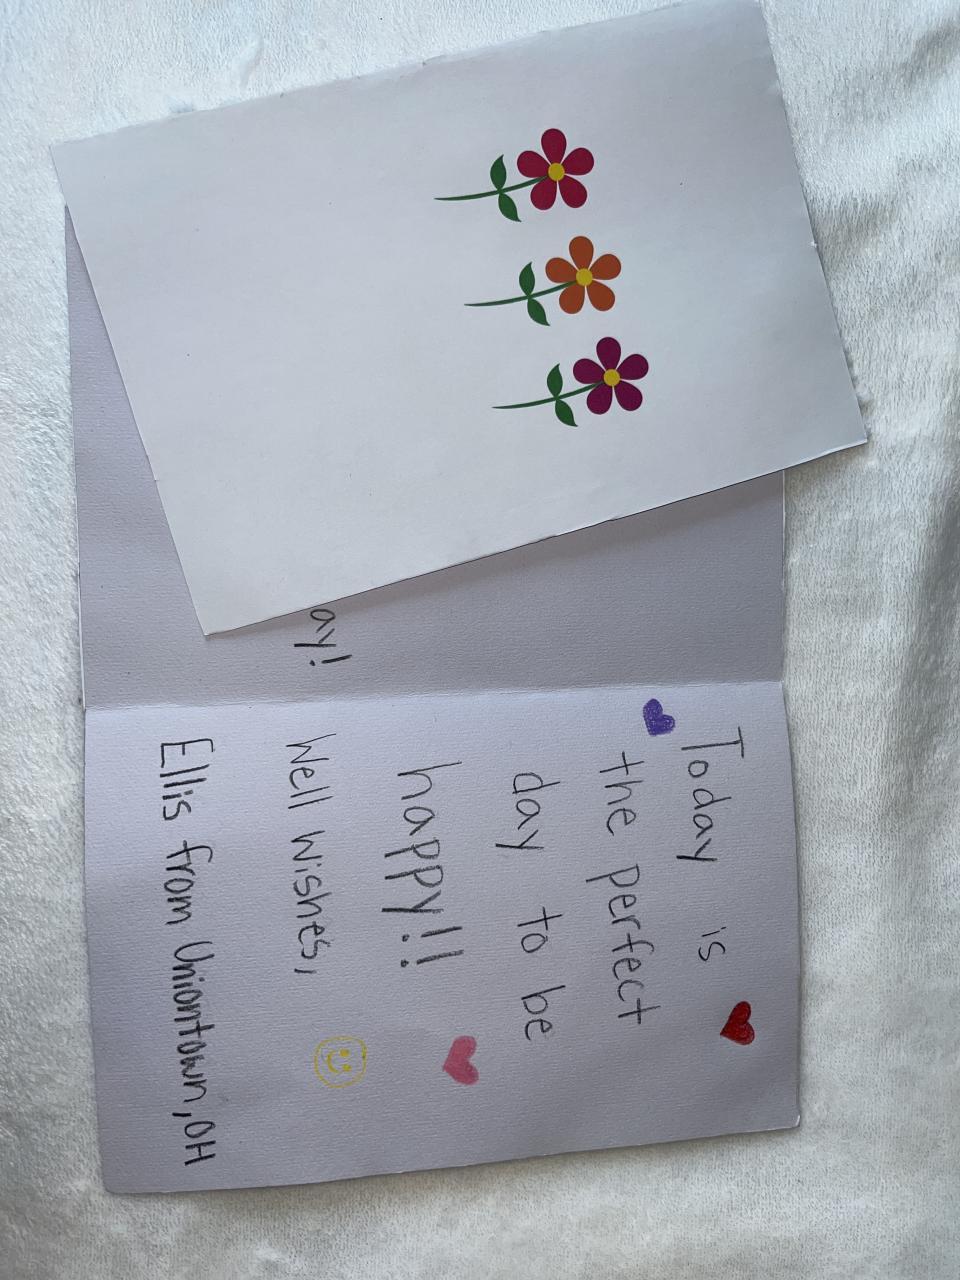 ay!
Today is
the perfect
day to be
happy!!
Well wishes,
Ellis from Uniontown, OH